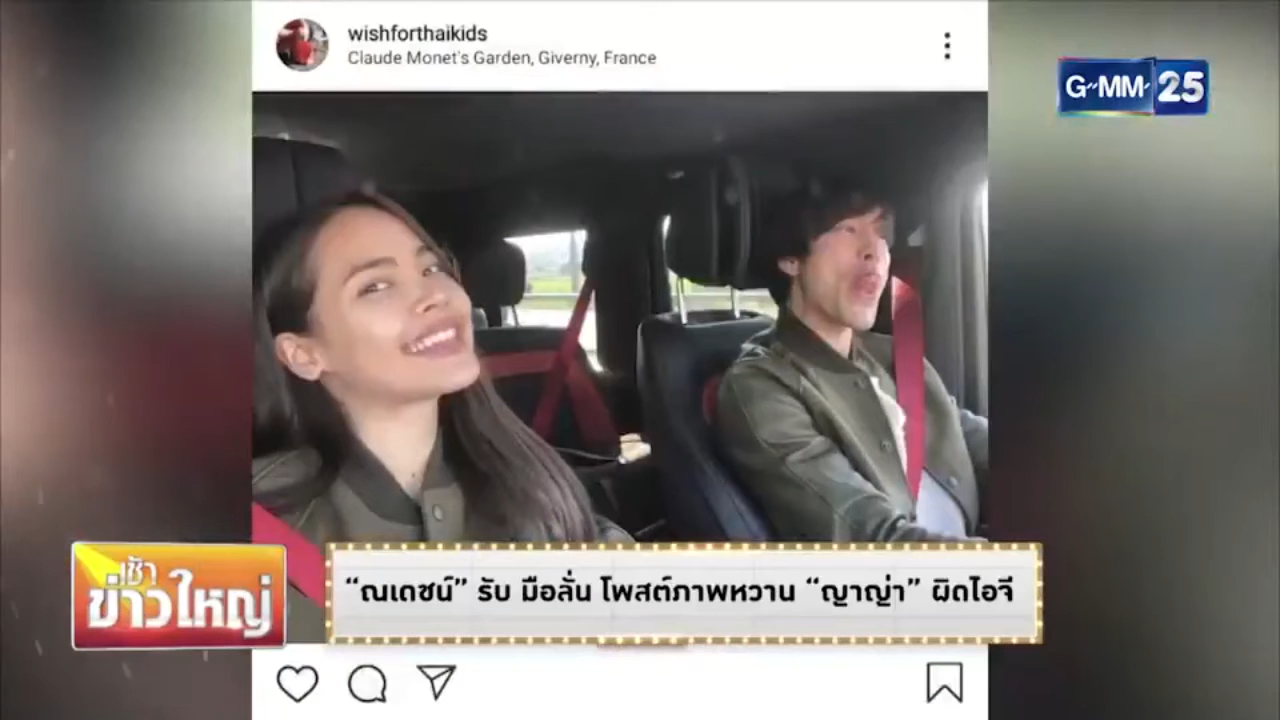 wishforthaikids
Claude Monet's Garden, Giverny, France
G"MM' 25
เช้า
ข่าวใหญ่
“ณเดชน์” รับ มือลั่น โพสต์ภาพหวาน “ญาญ่า” ผิดไอจี